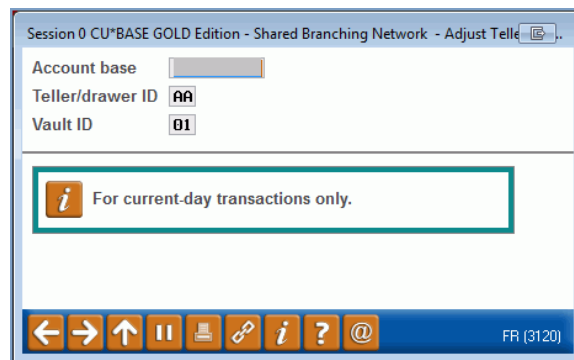 Session 0 CU*BASE GOLD Edition - Shared Branching Network - Adjust Telle ..
Account base
Teller/drawer ID AA
Vault ID 01
i For current-day transactions only.
i ? @ FR (3120)